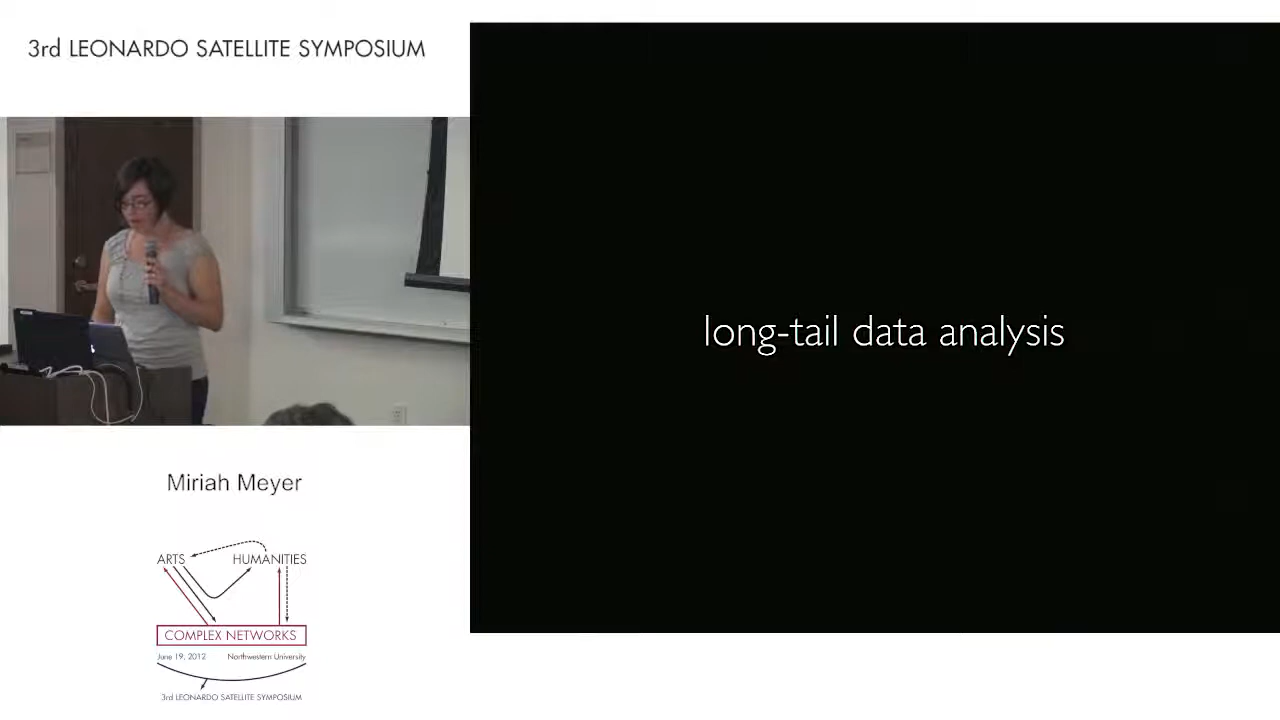 3rd LEONARDO SATELLITE SYMPOSIUM
long-tail data analysis
Miriah Meyer
ARTS HUMANITIES
COMPLEX NETWORKS
June 19, 2012 Northwestern University
3rd LEONARDO SATELLITE SYMPOSIUM